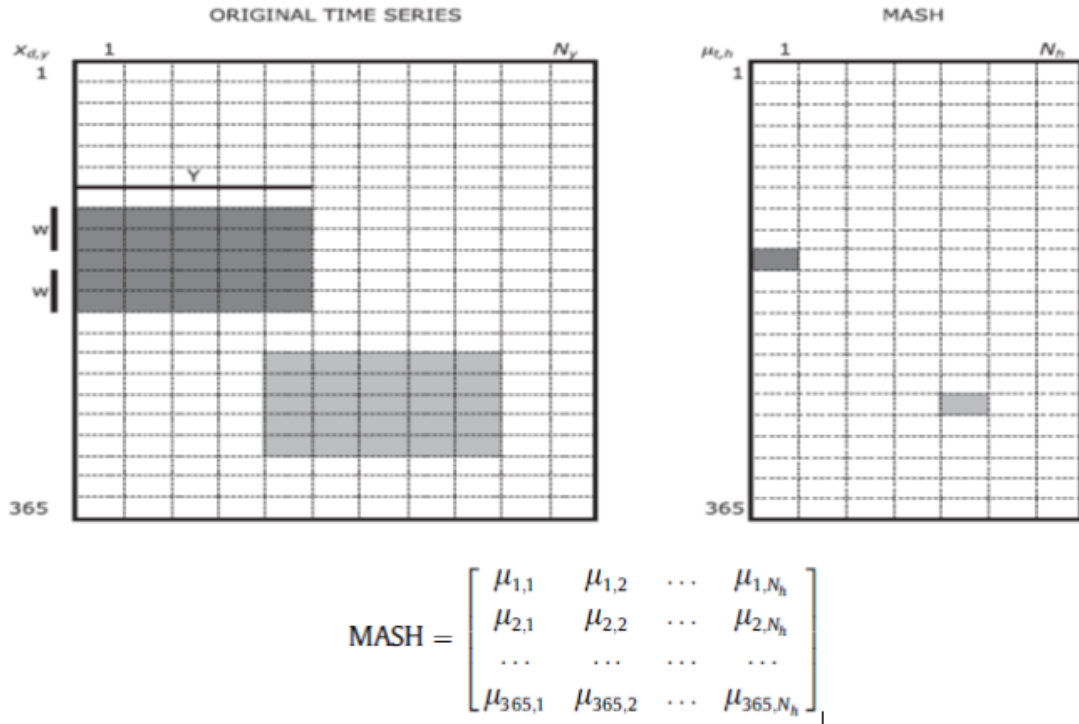 ORIGINAL TIME SERIES
MASH
x_{d,y} 1 N_y
μ_{t,h} 1 N_h
1
1
Y
w
w
365
365
MASH = [ μ_{1,1} μ_{1,2} ... μ_{1,N_h}
μ_{2,1} μ_{2,2} ... μ_{2,N_h}
... ... ... ...
μ_{365,1} μ_{365,2} ... μ_{365,N_h} ]